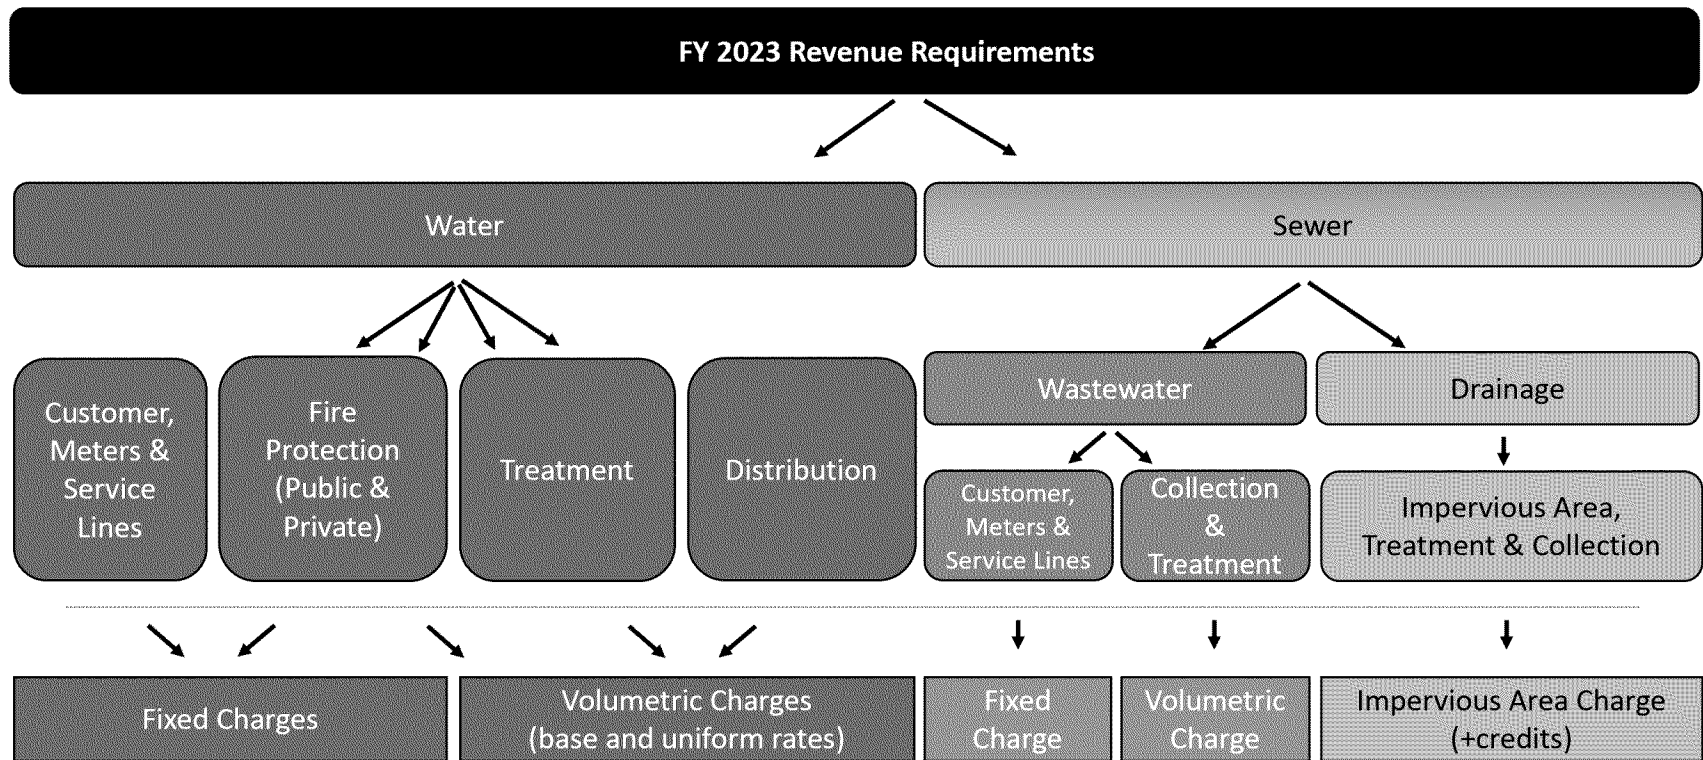 FY 2023 Revenue Requirements
Water
Sewer
Customer,
Meters &
Service
Lines
Fire
Protection
(Public &
Private)
Treatment
Distribution
Wastewater
Drainage
Customer,
Meters &
Service Lines
Collection
&
Treatment
Impervious Area,
Treatment & Collection
Fixed Charges
Volumetric Charges
(base and uniform rates)
Fixed
Charge
Volumetric
Charge
Impervious Area Charge
(+credits)